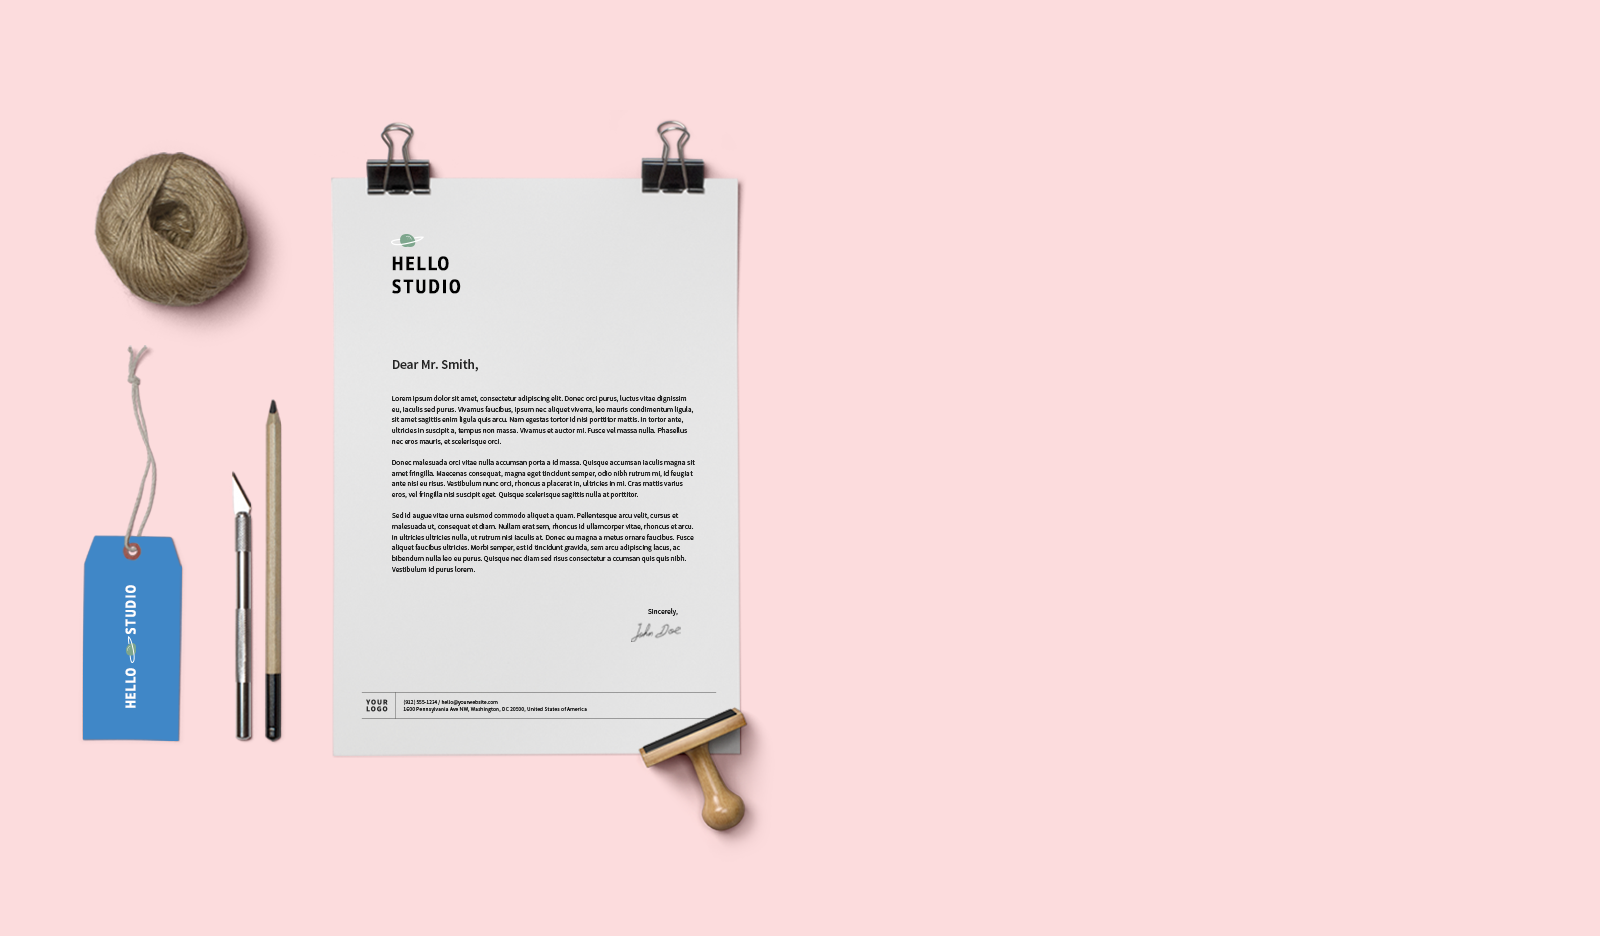 HELLO
STUDIO
Dear Mr. Smith,
Lorem ipsum dolor sit amet, consectetur adipiscing elit. Donec orci purus, luctus vitae dignissim
eu, iaculis sed purus. Vivamus faucibus, ipsum nec aliquet viverra, leo mauris condimentum ligula,
sit amet sagittis enim ligula quis arcu. Nam egestas tortor id nisi porttitor mattis. In tortor ante,
ultricies in suscipit a, tempus non massa. Vivamus et auctor mi. Fusce vel massa nulla. Phasellus
nec eros mauris, et scelerisque orci.
Donec malesuada orci vitae nulla accumsan porta a id massa. Quisque accumsan iaculis magna sit
amet fringilla. Maecenas consequat, magna eget tincidunt semper, odio nibh rutrum mi, id feugiat
ante nisi eu risus. Vestibulum nunc orci, rhoncus a placerat in, ultricies in mi. Cras mattis varius
eros, vel fringilla nisi suscipit eget. Quisque scelerisque sagittis nulla at porttitor.
Sed id augue vitae urna euismod commodo aliquet a quam. Pellentesque arcu velit, cursus et
malesuada ut, consequat et diam. Nullam erat sem, rhoncus id ullamcorper vitae, rhoncus et arcu.
In ultricies ultricies nulla, ut rutrum nisi iaculis at. Donec eu magna a metus ornare faucibus. Fusce
aliquet faucibus ultricies. Morbi semper, est id tincidunt gravida, sem arcu adipiscing lacus, ac
bibendum nulla leo eu purus. Quisque nec diam sed risus consectetur a ccumsan quis quis nibh.
Vestibulum id purus lorem.
Sincerely,
John Doe
YOUR
LOGO
(912) 555-1234 / hello@yourwebsite.com
1600 Pennsylvania Ave NW, Washington, DC 20500, United States of America
HELLO STUDIO